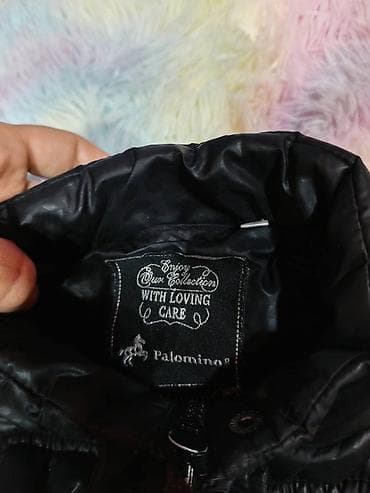 Enjoy
Our Collection
WITH LOVING
CARE
Palomino®